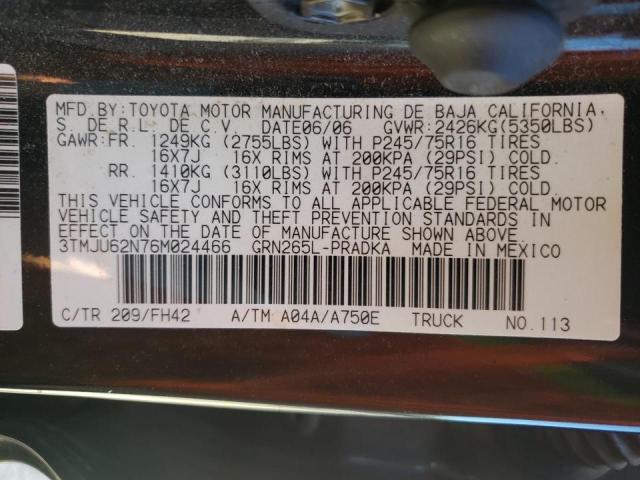 MFD BY: TOYOTA MOTOR MANUFACTURING DE BAJA CALIFORNIA,
S. DE R.L. DE C.V. DATE06/06 GVWR:2426KG(5350LBS)
GAWR:FR. 1249KG (2755LBS) WITH P245/75R16 TIRES
16X7J 16X RIMS AT 200KPA (29PSI) COLD.
RR. 1410KG (3110LBS) WITH P245/75R16 TIRES
16X7J 16X RIMS AT 200KPA (29PSI) COLD.
THIS VEHICLE CONFORMS TO ALL APPLICABLE FEDERAL MOTOR
VEHICLE SAFETY AND THEFT PREVENTION STANDARDS IN
EFFECT ON THE DATE OF MANUFACTURE SHOWN ABOVE.
3TMJU62N76M024466 GRN265L-PRADKA MADE IN MEXICO
C/TR 209/FH42 A/TM A04A/A750E TRUCK NO.113